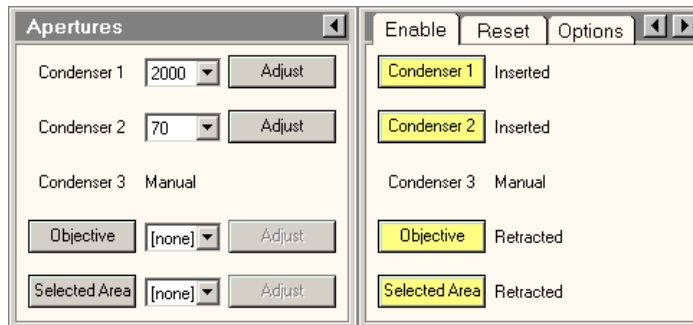 Apertures
Condenser 1 2000 Adjust
Condenser 2 70 Adjust
Condenser 3 Manual
Objective [none] Adjust
Selected Area [none] Adjust
Enable Reset Options
Condenser 1 Inserted
Condenser 2 Inserted
Condenser 3 Manual
Objective Retracted
Selected Area Retracted